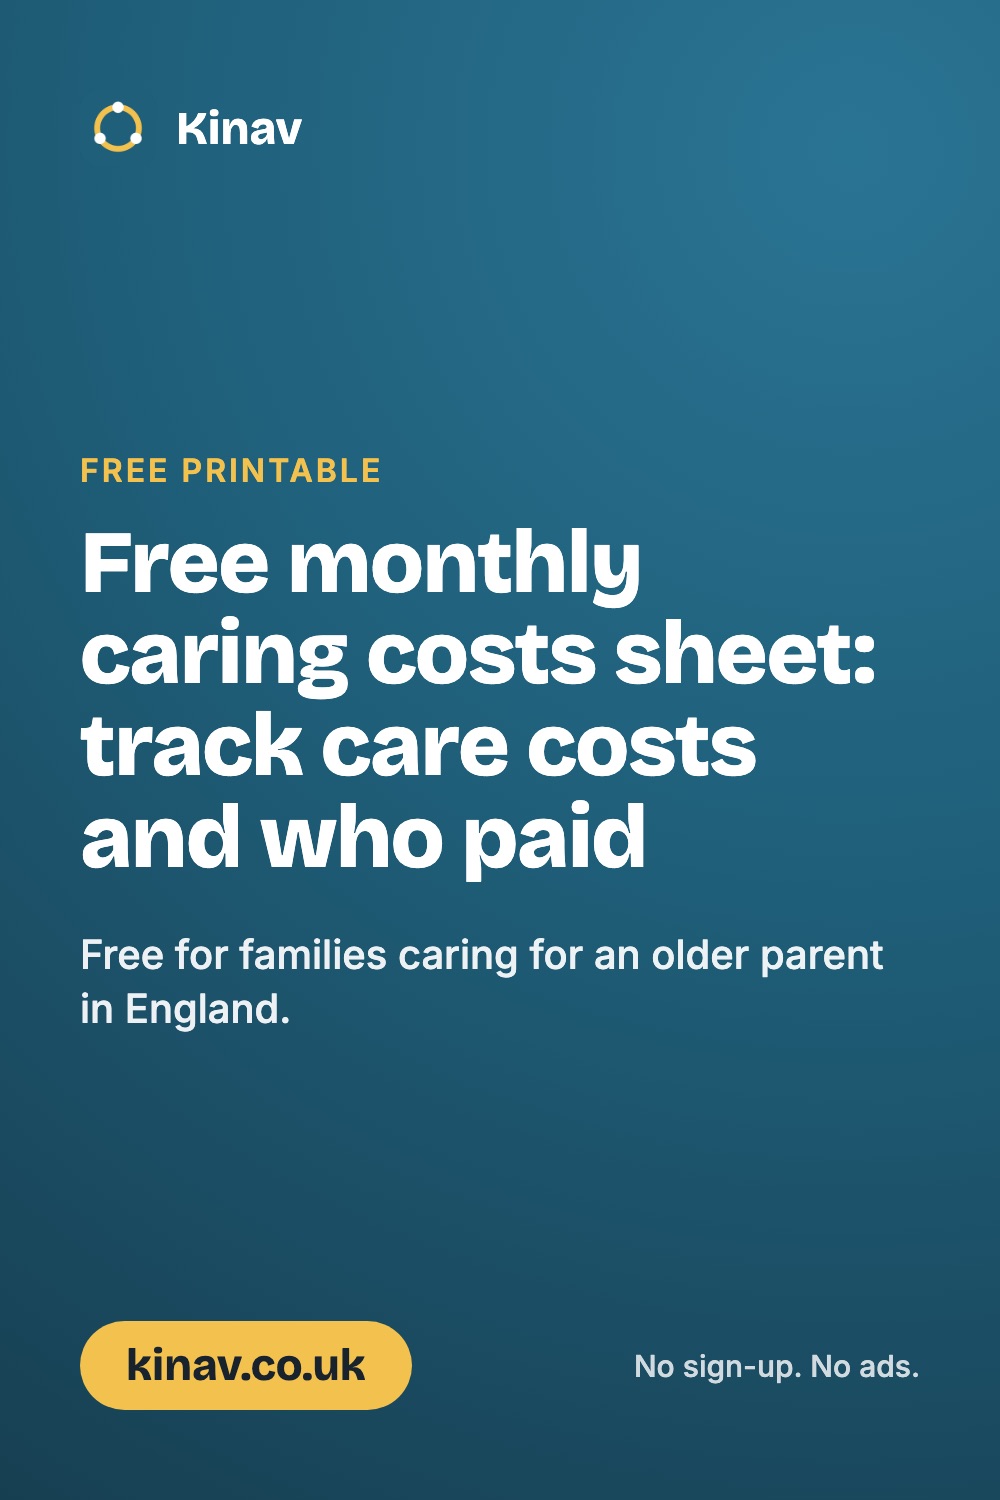 Kinav
FREE PRINTABLE
Free monthly
caring costs sheet:
track care costs
and who paid
Free for families caring for an older parent
in England.
kinav.co.uk
No sign-up. No ads.